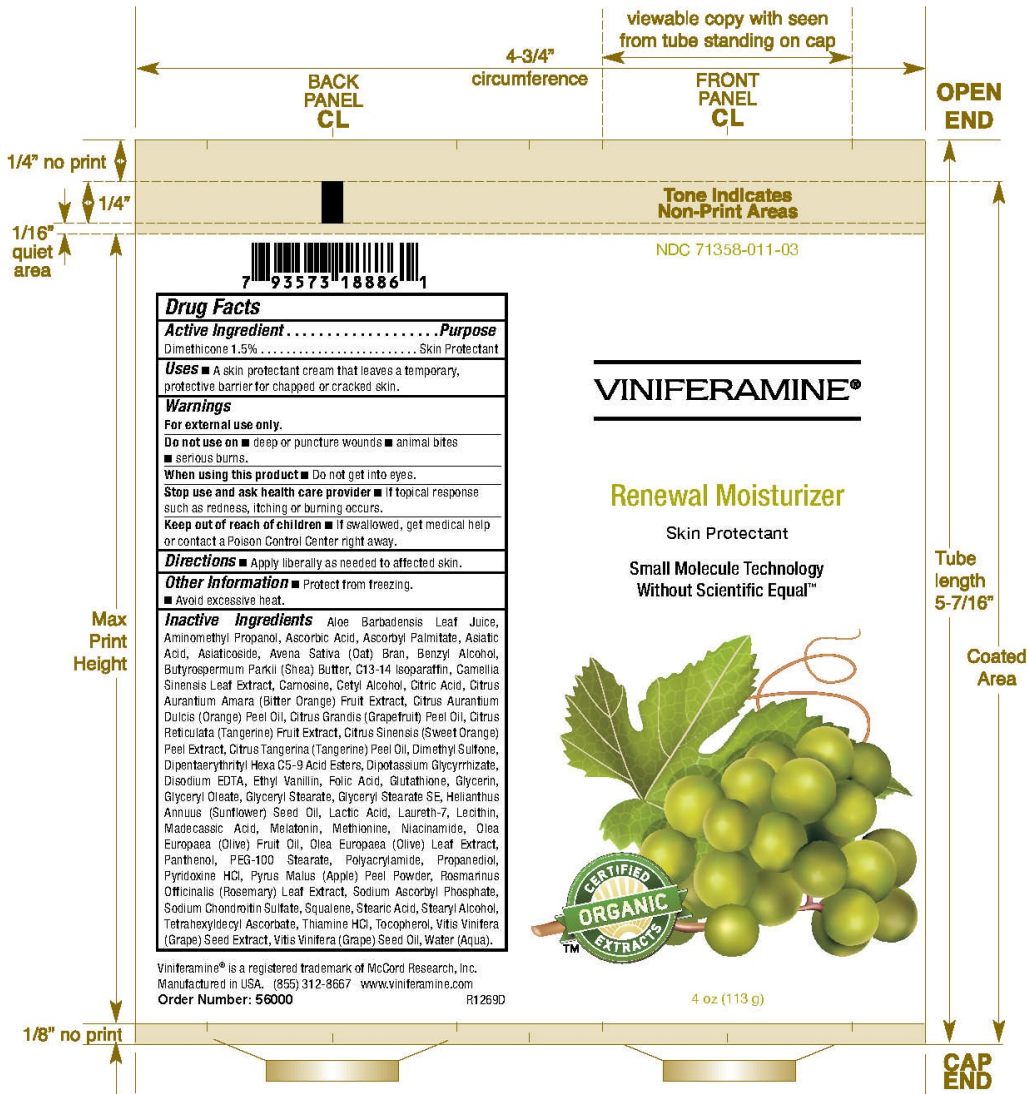 viewable copy with seen
from tube standing on cap
4-3/4"
circumference
BACK
PANEL
CL
FRONT
PANEL
CL
OPEN
END
1/4" no print
1/4"
1/16"
quiet
area
Tone Indicates
Non-Print Areas
NDC 71358-011-03
7 93573 18886 1
Drug Facts
Active Ingredient . . . . . . . . . . . . . . . . . . . Purpose
Dimethicone 1.5% . . . . . . . . . . . . . . . . . . . . . . . . . Skin Protectant
Uses ■ A skin protectant cream that leaves a temporary,
protective barrier for chapped or cracked skin.
Warnings
For external use only.
Do not use on ■ deep or puncture wounds ■ animal bites
■ serious burns.
When using this product ■ Do not get into eyes.
Stop use and ask health care provider ■ If topical response
such as redness, itching or burning occurs.
Keep out of reach of children ■ If swallowed, get medical help
or contact a Poison Control Center right away.
Directions ■ Apply liberally as needed to affected skin.
Other Information ■ Protect from freezing.
■ Avoid excessive heat.
Inactive Ingredients Aloe Barbadensis Leaf Juice,
Aminomethyl Propanol, Ascorbic Acid, Ascorbyl Palmitate, Asiatic
Acid, Asiaticoside, Avena Sativa (Oat) Bran, Benzyl Alcohol,
Butyrospermum Parkii (Shea) Butter, C13-14 Isoparaffin, Camellia
Sinensis Leaf Extract, Carnosine, Cetyl Alcohol, Citric Acid, Citrus
Aurantium Amara (Bitter Orange) Fruit Extract, Citrus Aurantium
Dulcis (Orange) Peel Oil, Citrus Grandis (Grapefruit) Peel Oil, Citrus
Reticulata (Tangerine) Fruit Extract, Citrus Sinensis (Sweet Orange)
Peel Extract, Citrus Tangerina (Tangerine) Peel Oil, Dimethyl Sulfone,
Dipentaerythrityl Hexa C5-9 Acid Esters, Dipotassium Glycyrrhizate,
Disodium EDTA, Ethyl Vanillin, Folic Acid, Glutathione, Glycerin,
Glyceryl Oleate, Glyceryl Stearate, Glyceryl Stearate SE, Helianthus
Annuus (Sunflower) Seed Oil, Lactic Acid, Laureth-7, Lecithin,
Madecassic Acid, Melatonin, Methionine, Niacinamide, Olea
Europaea (Olive) Fruit Oil, Olea Europaea (Olive) Leaf Extract,
Panthenol, PEG-100 Stearate, Polyacrylamide, Propanediol,
Pyridoxine HCl, Pyrus Malus (Apple) Peel Powder, Rosmarinus
Officinalis (Rosemary) Leaf Extract, Sodium Ascorbyl Phosphate,
Sodium Chondroitin Sulfate, Squalene, Stearic Acid, Stearyl Alcohol,
Tetrahexyldecyl Ascorbate, Thiamine HCl, Tocopherol, Vitis Vinifera
(Grape) Seed Extract, Vitis Vinifera (Grape) Seed Oil, Water (Aqua).
Viniferamine® is a registered trademark of McCord Research, Inc.
Manufactured in USA. (855) 312-8667 www.viniferamine.com
Order Number: 56000 R1269D
VINIFERAMINE®
Renewal Moisturizer
Skin Protectant
Small Molecule Technology
Without Scientific Equal™
CERTIFIED
ORGANIC
EXTRACTS
TM
4 oz (113 g)
Max
Print
Height
Tube
length
5-7/16"
Coated
Area
1/8" no print
CAP
END